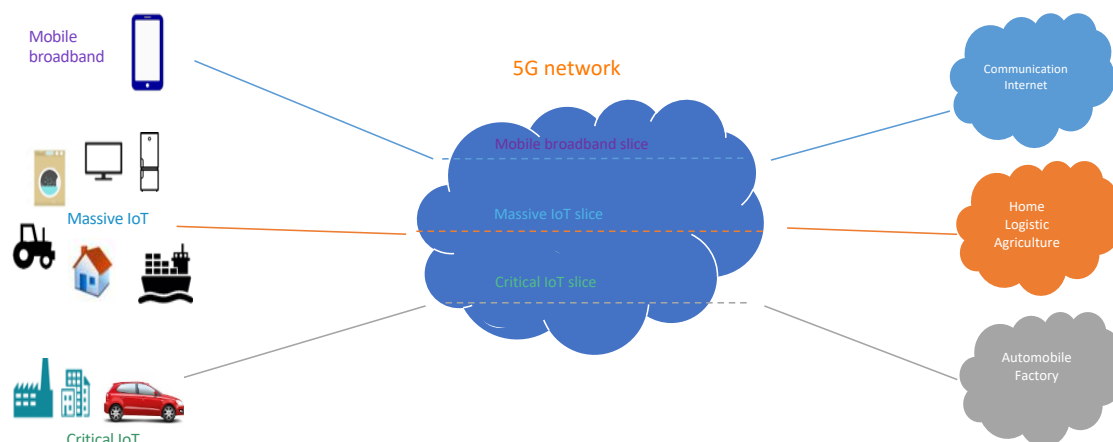 Mobile
broadband
5G network
Communication
Internet
Mobile broadband slice
Massive IoT
Massive IoT slice
Home
Logistic
Agriculture
Critical IoT slice
Automobile
Factory
Critical IoT